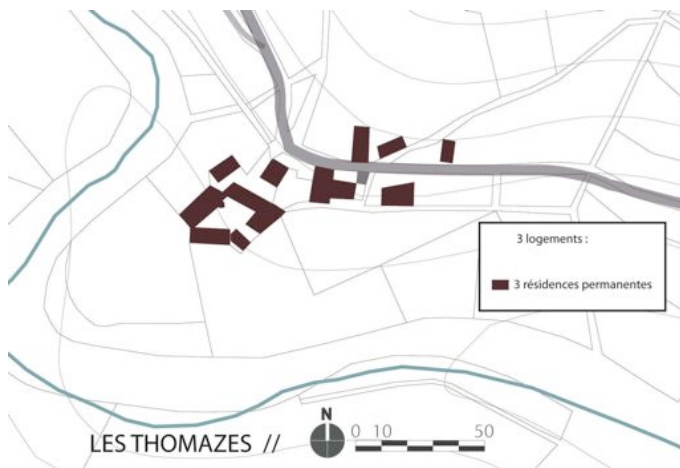 3 logements :
3 résidences permanentes
LES THOMAZES //
N
0 10 50